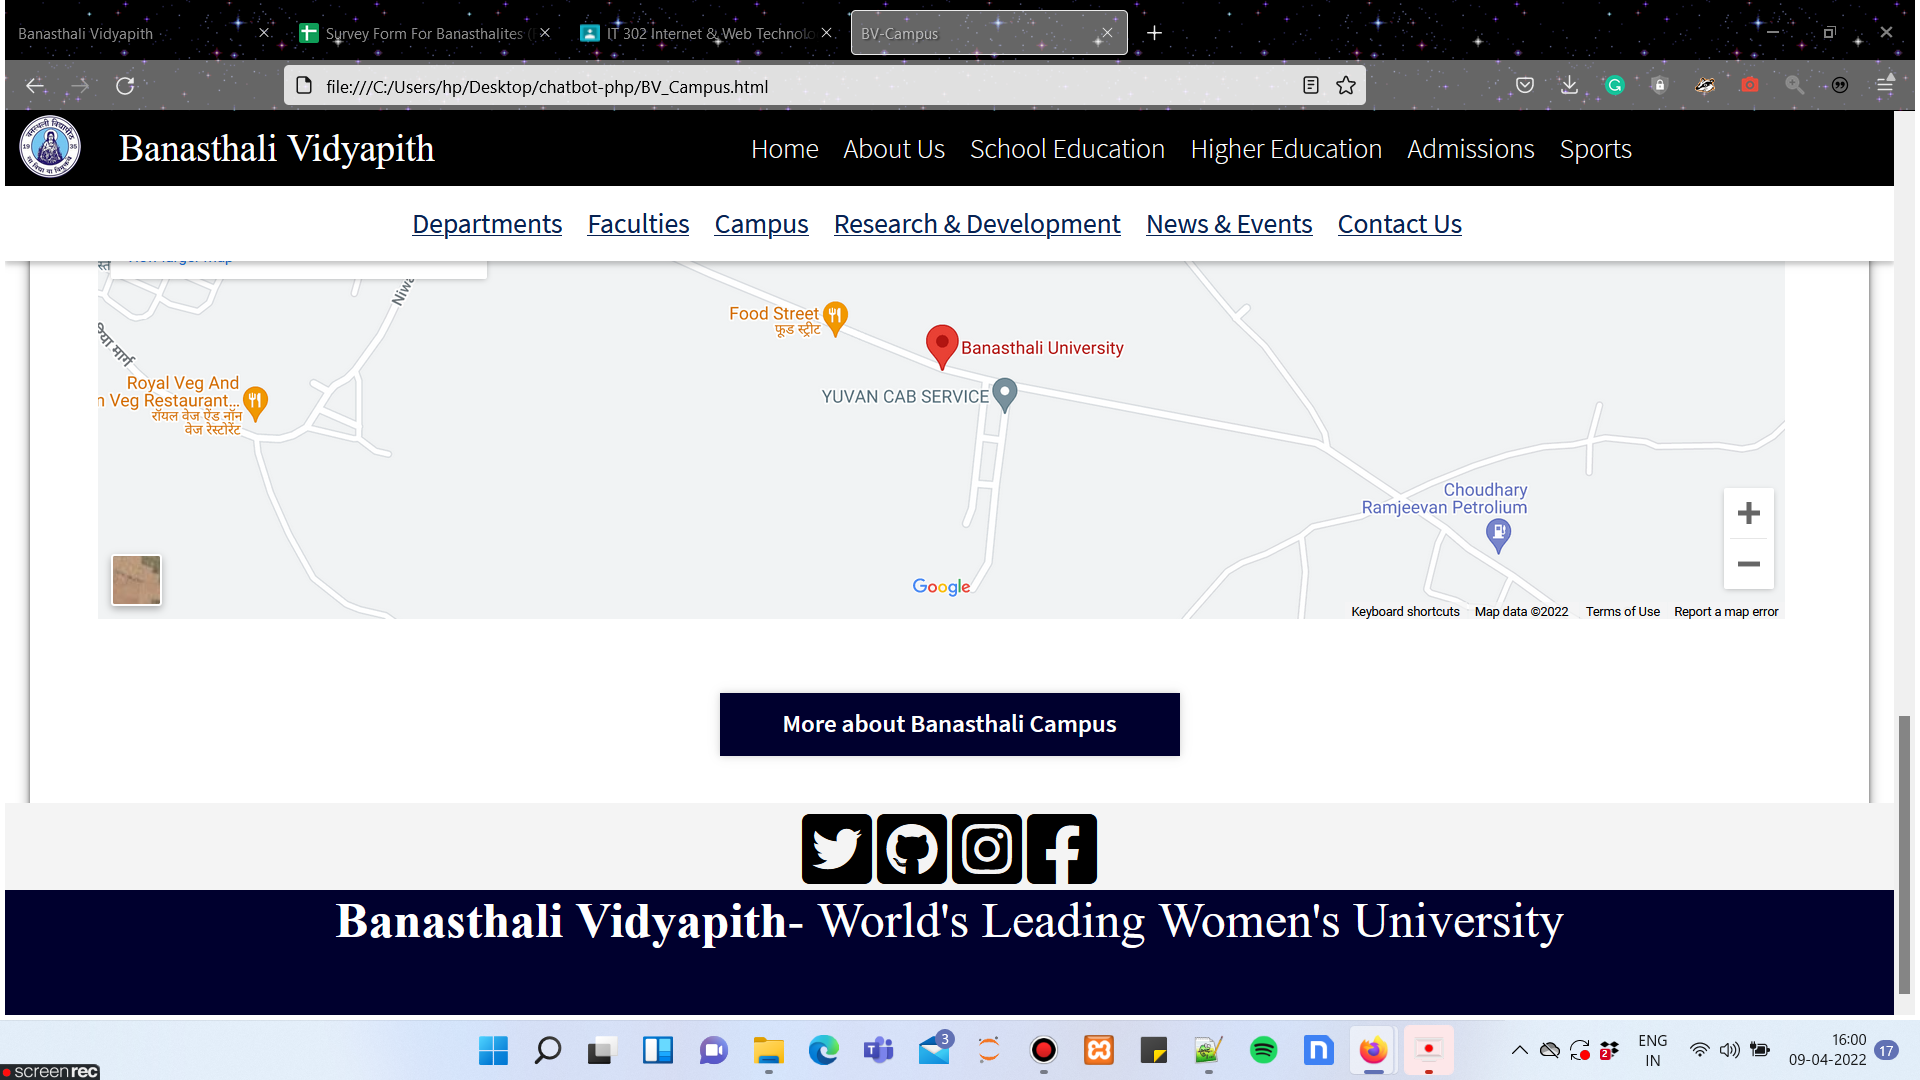 Banasthali Vidyapith
Survey Form For Banasthalites (
IT 302 Internet & Web Technolo
BV-Campus
file:///C:/Users/hp/Desktop/chatbot-php/BV_Campus.html
Banasthali Vidyapith
Home About Us School Education Higher Education Admissions Sports
Departments Faculties Campus Research & Development News & Events Contact Us
Niwa
Food Street
फूड स्ट्रीट
Banasthali University
YUVAN CAB SERVICE
मार्ग
Royal Veg And
n Veg Restaurant...
रॉयल वेज ऐंड नॉन
वेज रेस्टोरेंट
Choudhary
Ramjeevan Petrolium
Google
Keyboard shortcuts Map data ©2022 Terms of Use Report a map error
More about Banasthali Campus
Banasthali Vidyapith- World's Leading Women's University
3
2
ENG
IN
16:00
09-04-2022
17
screenrec